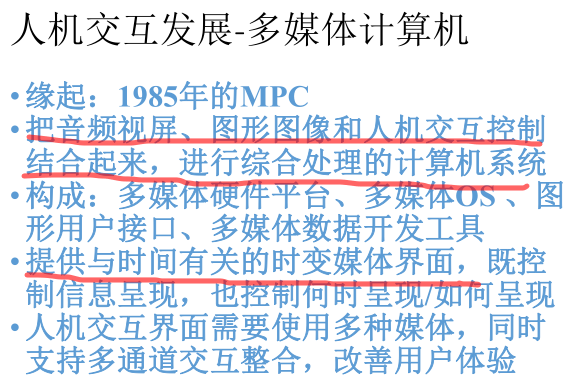 人机交互发展-多媒体计算机
•缘起：1985年的MPC
•把音频视屏、图形图像和人机交互控制
结合起来，进行综合处理的计算机系统
•构成：多媒体硬件平台、多媒体OS 、图
形用户接口、多媒体数据开发工具
•提供与时间有关的时变媒体界面，既控
制信息呈现，也控制何时呈现/如何呈现
•人机交互界面需要使用多种媒体，同时
支持多通道交互整合，改善用户体验